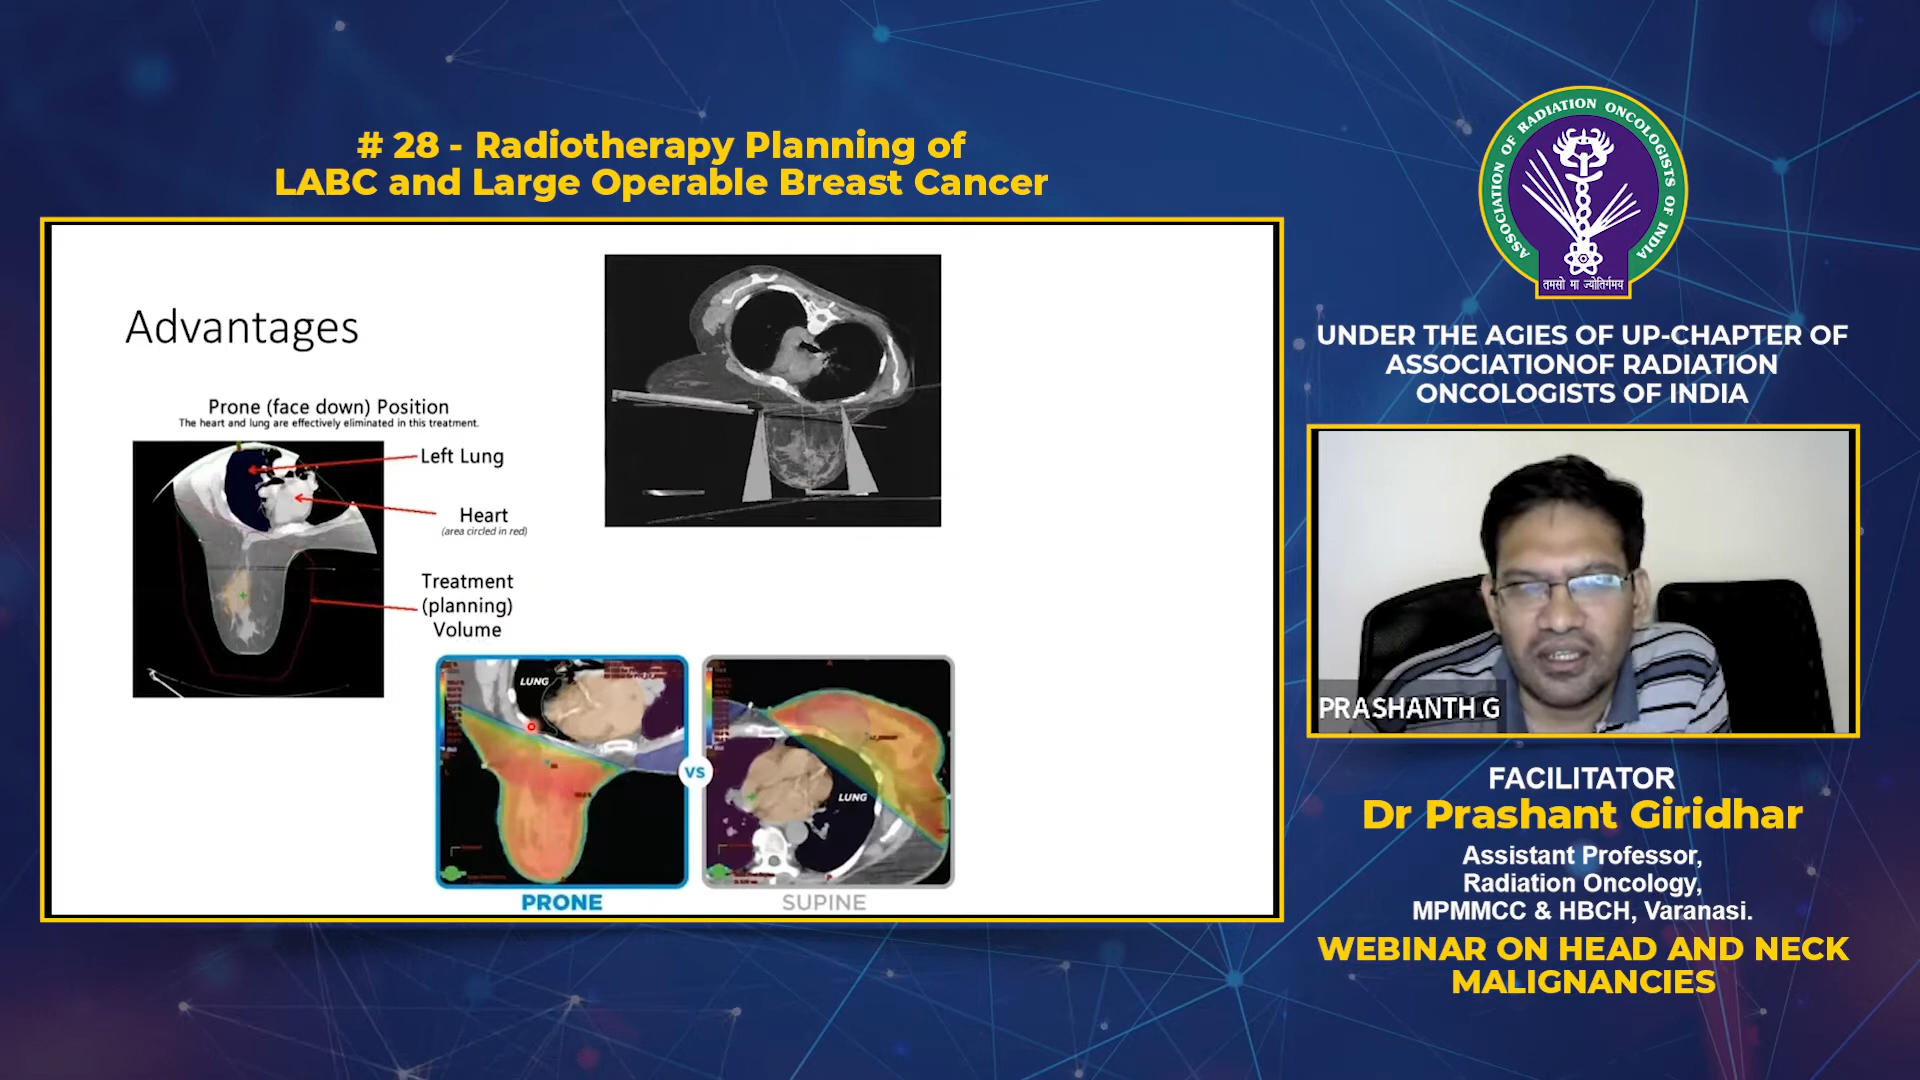 # 28 - Radiotherapy Planning of
LABC and Large Operable Breast Cancer
Advantages
Prone (face down) Position
The heart and lung are effectively eliminated in this treatment.
Left Lung
Heart
(area circled in red)
Treatment
(planning)
Volume
LUNG
VS
LUNG
PRONE
SUPINE
ASSOCIATION OF RADIATION ONCOLOGISTS OF INDIA
तमसो मा ज्योतिर्गमय
UNDER THE AGIES OF UP-CHAPTER OF
ASSOCIATIONOF RADIATION
ONCOLOGISTS OF INDIA
PRASHANTH G
FACILITATOR
Dr Prashant Giridhar
Assistant Professor,
Radiation Oncology,
MPMMCC & HBCH, Varanasi.
WEBINAR ON HEAD AND NECK
MALIGNANCIES